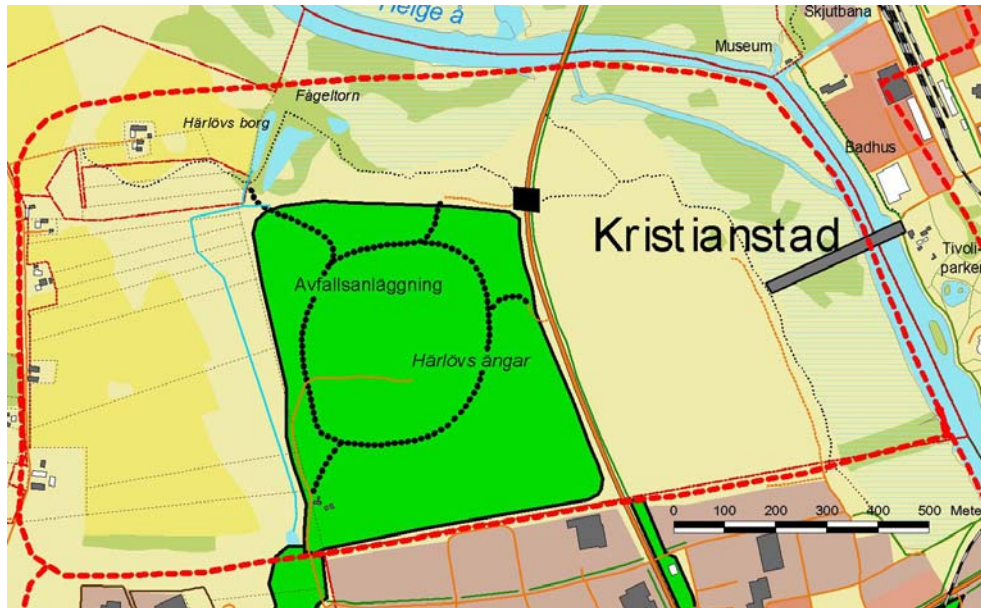 Helge å
Skjutbana
Museum
Fågeltorn
Härlövs borg
Badhus
Kristianstad
Tivoli-
parken
Avfallsanläggning
Härlövs ängar
0 100 200 300 400 500 Mete